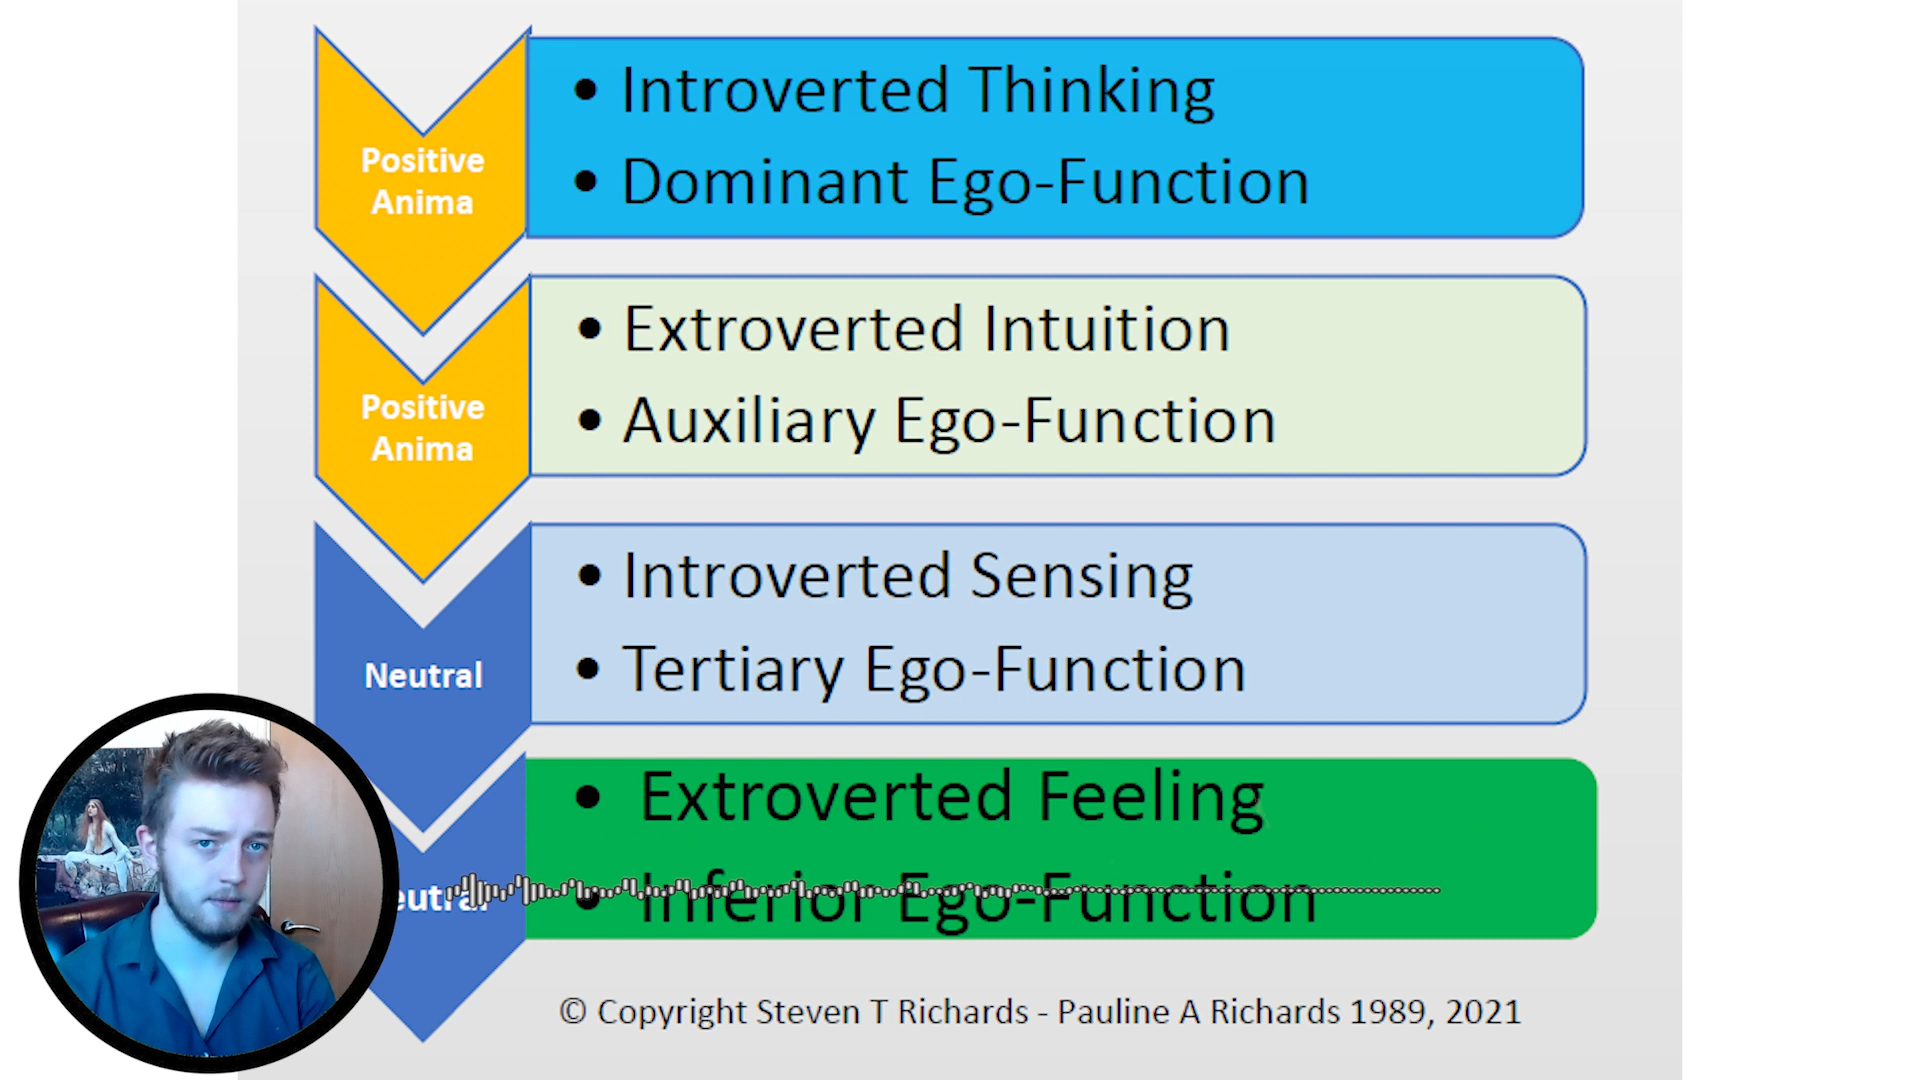 Positive
Anima
• Introverted Thinking
• Dominant Ego-Function
Positive
Anima
• Extroverted Intuition
• Auxiliary Ego-Function
Neutral
• Introverted Sensing
• Tertiary Ego-Function
eutral
• Extroverted Feeling
• Inferior Ego-Function
© Copyright Steven T Richards - Pauline A Richards 1989, 2021